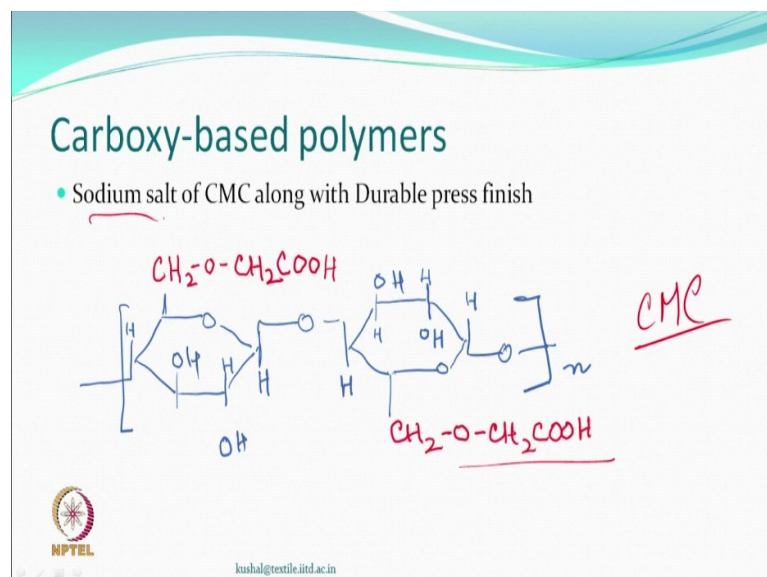 Carboxy-based polymers
• Sodium salt of CMC along with Durable press finish
CH₂-O-CH₂COOH
OH H
H O O H
H OH CMC
OH H H O O n
H H
OH
CH₂-O-CH₂COOH
NPTEL
kushal@textile.iitd.ac.in